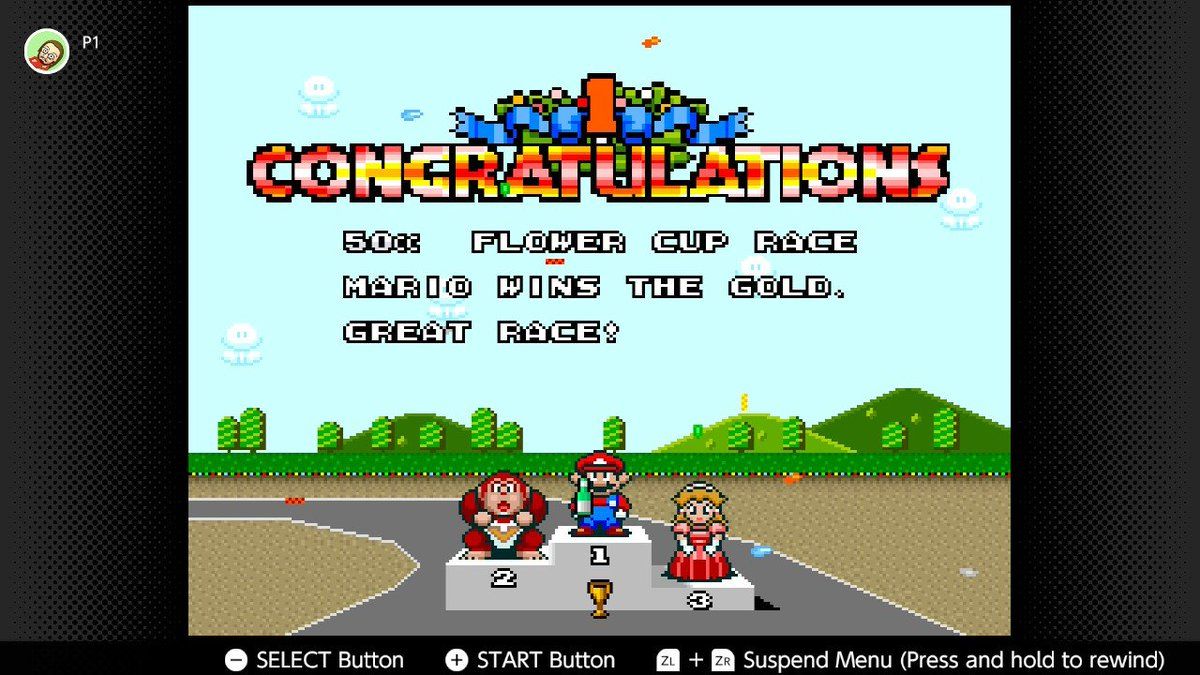 P1
1
CONGRATULATIONS
50cc FLOWER CUP RACE
MARIO WINS THE GOLD.
GREAT RACE!
1
2
3
- SELECT Button + START Button ZL + ZR Suspend Menu (Press and hold to rewind)